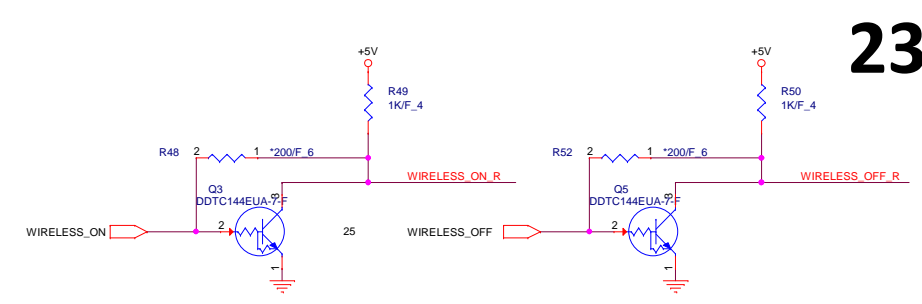 23
+5V
+5V
R49
1K/F_4
R50
1K/F_4
R48 2 1 *200/F_6
R52 2 1 *200/F_6
WIRELESS_ON_R
WIRELESS_OFF_R
Q3
DDTC144EUA-7-F
Q5
DDTC144EUA-7-F
3
3
WIRELESS_ON 2
25
WIRELESS_OFF 2
1
1